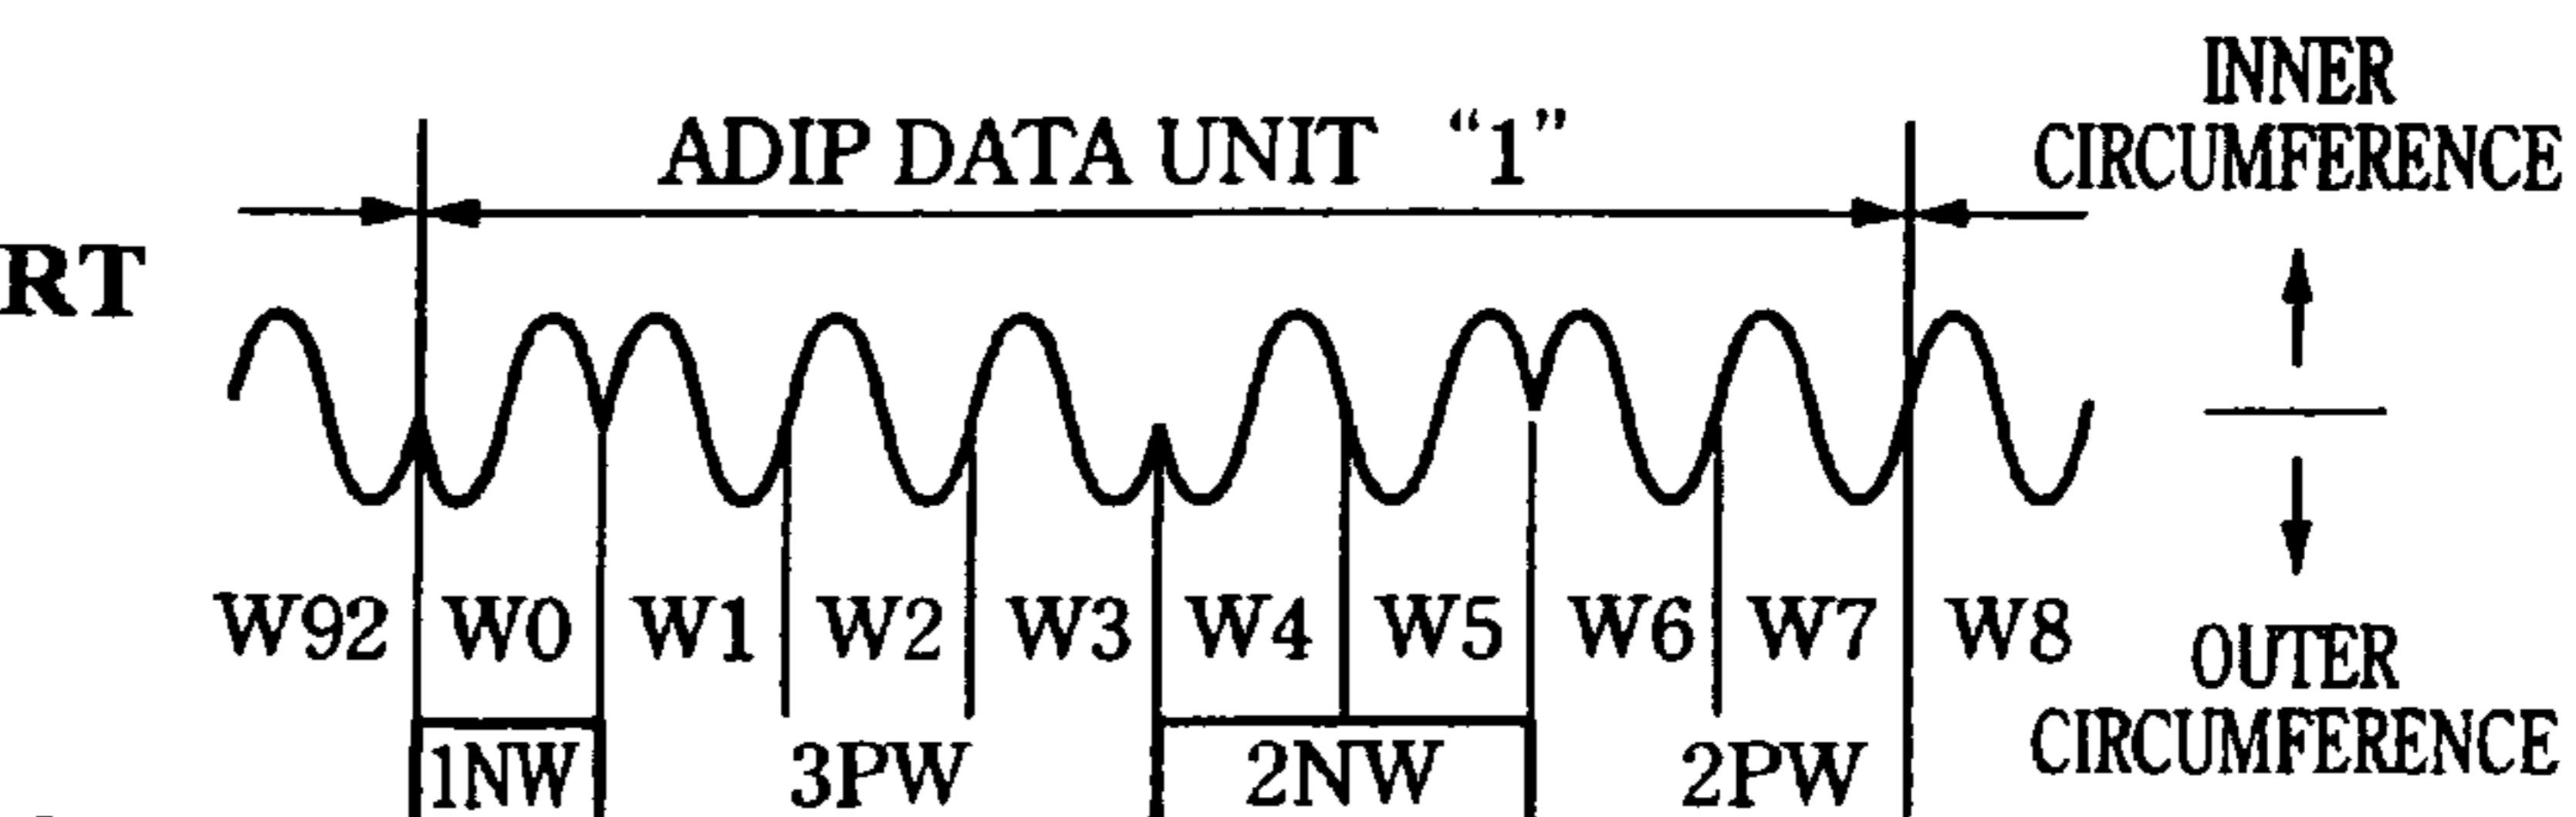 INNER
CIRCUMFERENCE
ADIP DATA UNIT “1”
RT
W92 W0 W1 W2 W3 W4 W5 W6 W7 W8
OUTER
CIRCUMFERENCE
1NW 3PW 2NW 2PW